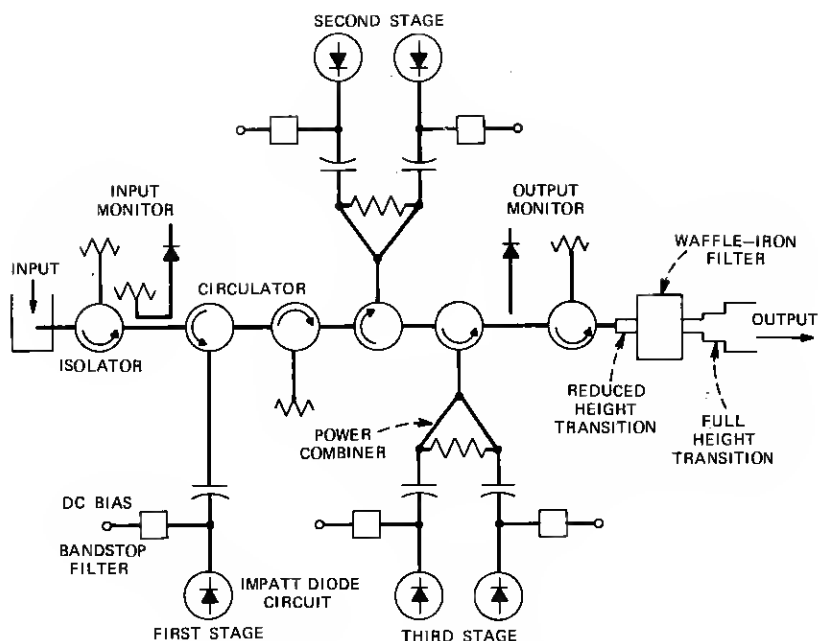 SECOND STAGE
INPUT
MONITOR
OUTPUT
MONITOR
WAFFLE-IRON
FILTER
INPUT
CIRCULATOR
OUTPUT
ISOLATOR
REDUCED
HEIGHT
TRANSITION
FULL
HEIGHT
TRANSITION
POWER
COMBINER
DC BIAS
BANDSTOP
FILTER
IMPATT DIODE
CIRCUIT
FIRST STAGE
THIRD STAGE